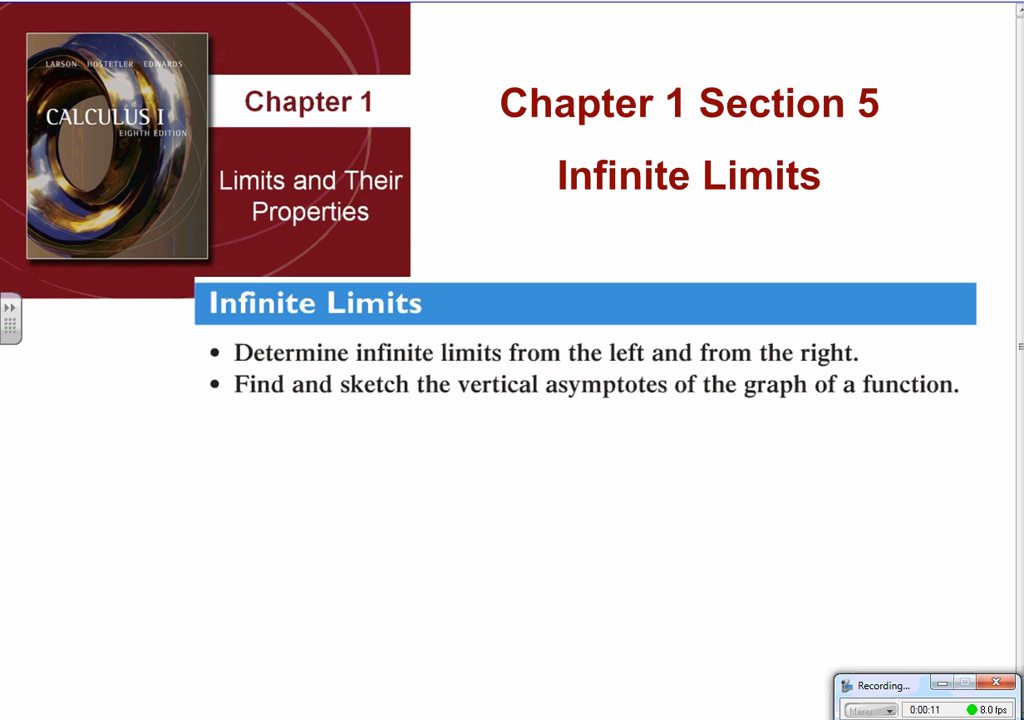 LARSON HOSTETLER EDWARDS
CALCULUS I
EIGHTH EDITION
Chapter 1
Limits and Their
Properties
Chapter 1 Section 5
Infinite Limits
Infinite Limits
• Determine infinite limits from the left and from the right.
• Find and sketch the vertical asymptotes of the graph of a function.
Recording...
Menu 0:00:11 8.0 fps